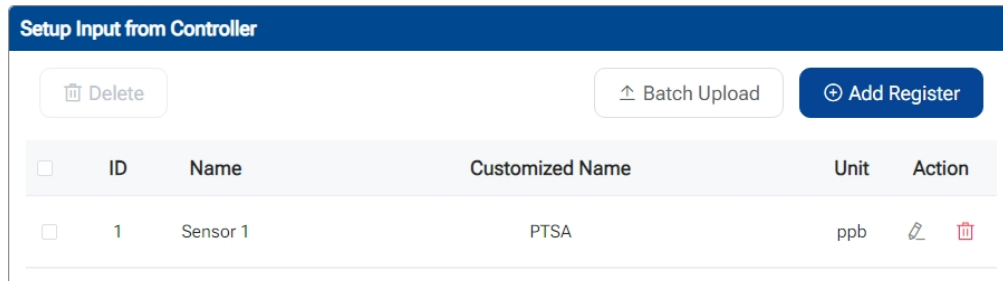 Setup Input from Controller
Delete
Batch Upload
Add Register
ID Name Customized Name Unit Action
1 Sensor 1 PTSA ppb